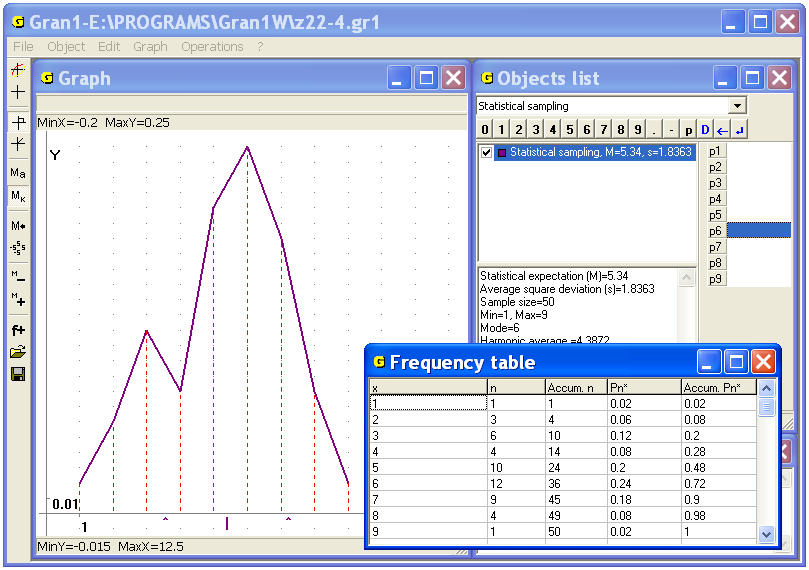 Gran1-E:\PROGRAMS\Gran1W\z22-4.gr1
File Object Edit Graph Operations ?
Graph
MinX=-0.2 MaxY=0.25
Y
0.01
1
MinY=-0.015 MaxX=12.5
Ma
Mк
M
sssss
M
M
f+
Objects list
Statistical sampling
0 1 2 3 4 5 6 7 8 9 . - p D
Statistical sampling, M=5.34, s=1.8363
p1
p2
p3
p4
p5
p6
p7
p8
p9
Statistical expectation (M)=5.34
Average square deviation (s)=1.8363
Sample size=50
Min=1, Max=9
Mode=6
Harmonic average =4.3872
Frequency table
x n Accum. n Pn* Accum. Pn*
1 1 1 0.02 0.02
2 3 4 0.06 0.08
3 6 10 0.12 0.2
4 4 14 0.08 0.28
5 10 24 0.2 0.48
6 12 36 0.24 0.72
7 9 45 0.18 0.9
8 4 49 0.08 0.98
9 1 50 0.02 1